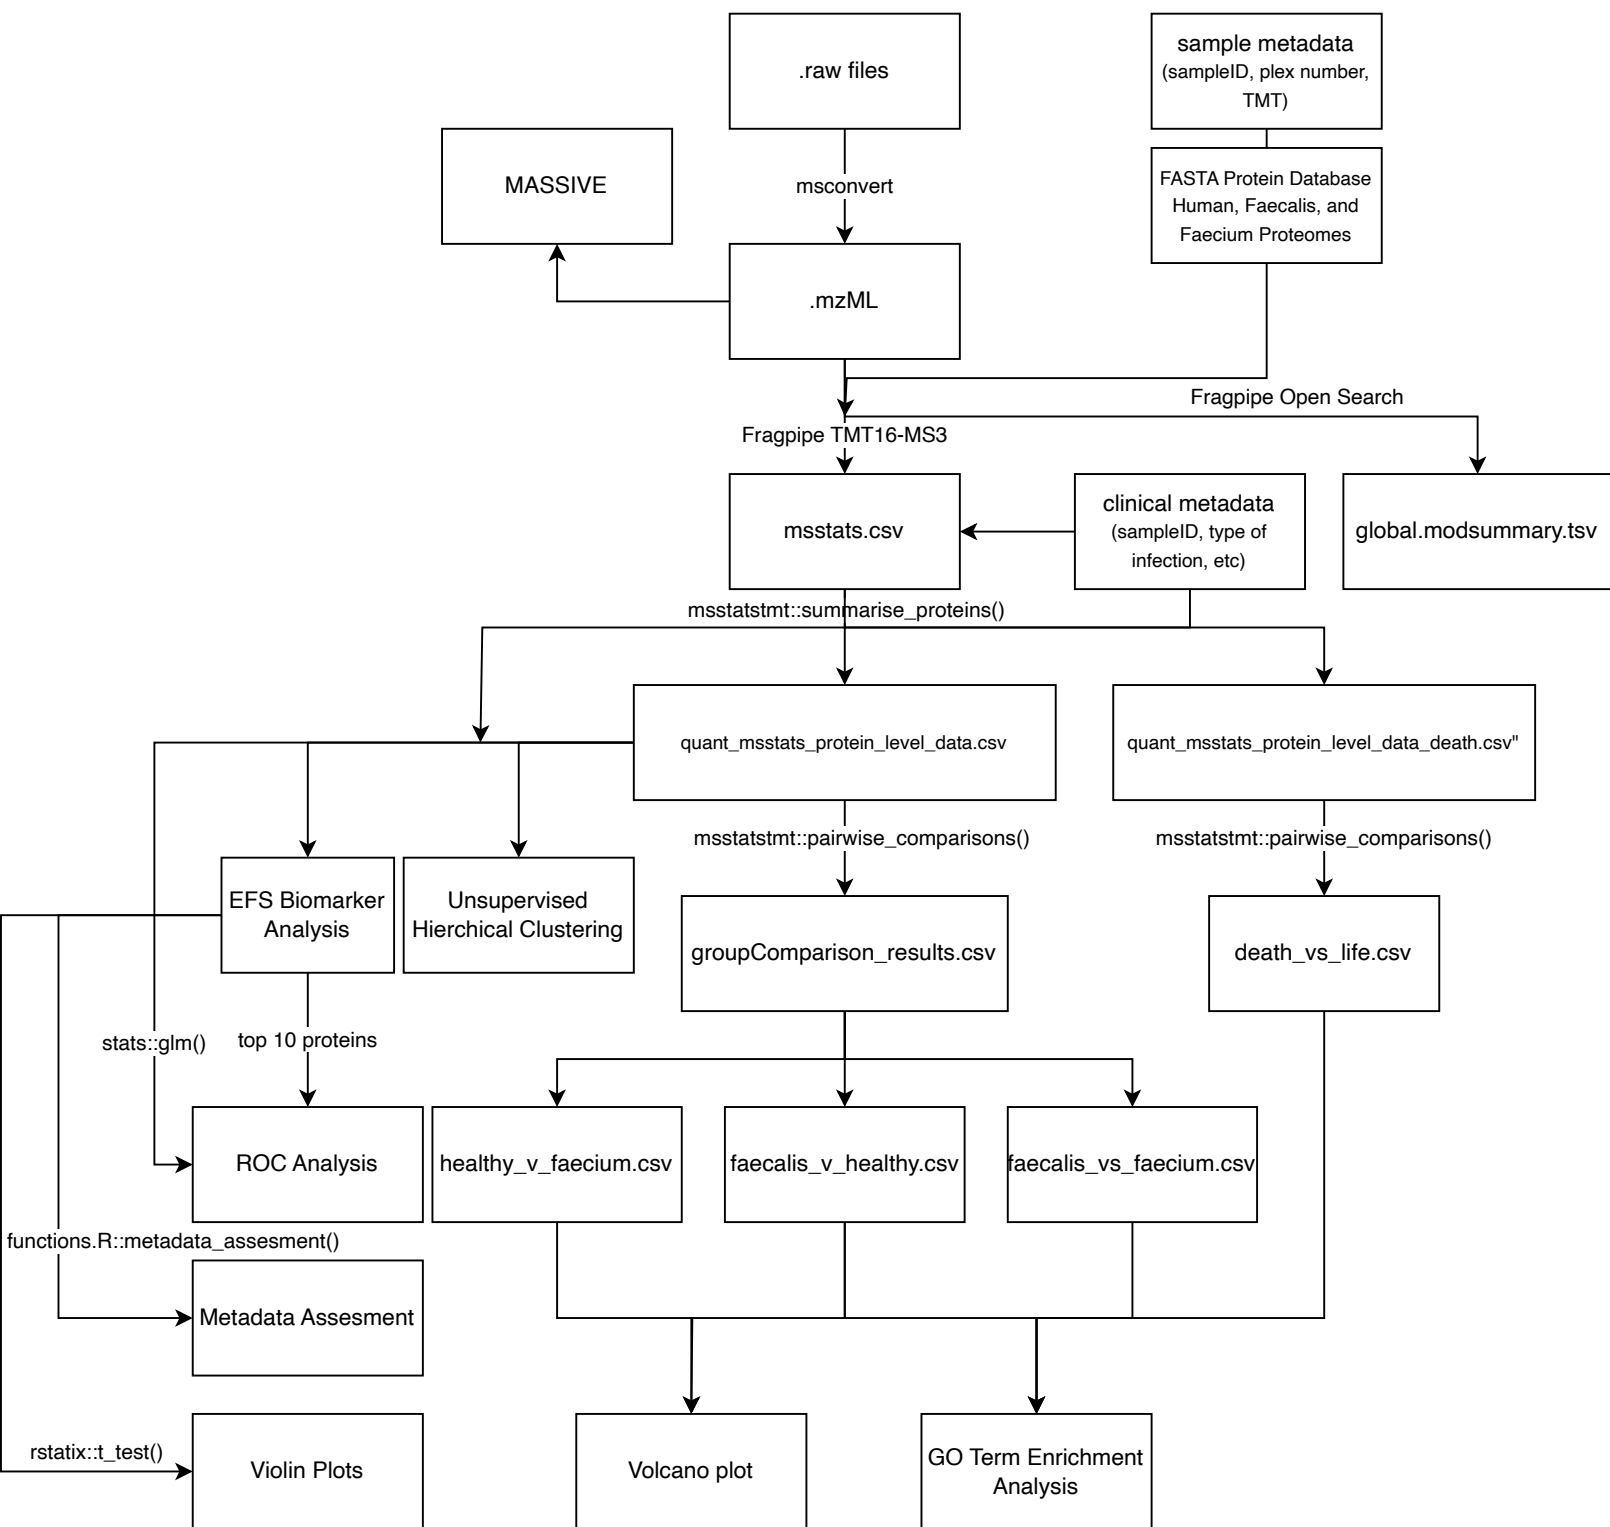 .raw files
sample metadata
(sampleID, plex number,
TMT)
MASSIVE
msconvert
FASTA Protein Database
Human, Faecalis, and
Faecium Proteomes
.mzML
Fragpipe Open Search
Fragpipe TMT16-MS3
msstats.csv
clinical metadata
(sampleID, type of
infection, etc)
global.modsummary.tsv
msstatstmt::summarise_proteins()
quant_msstats_protein_level_data.csv
quant_msstats_protein_level_data_death.csv"
msstatstmt::pairwise_comparisons()
msstatstmt::pairwise_comparisons()
EFS Biomarker
Analysis
Unsupervised
Hierchical Clustering
groupComparison_results.csv
death_vs_life.csv
stats::glm()
top 10 proteins
ROC Analysis
healthy_v_faecium.csv
faecalis_v_healthy.csv
faecalis_vs_faecium.csv
functions.R::metadata_assesment()
Metadata Assesment
rstatix::t_test()
Violin Plots
Volcano plot
GO Term Enrichment
Analysis